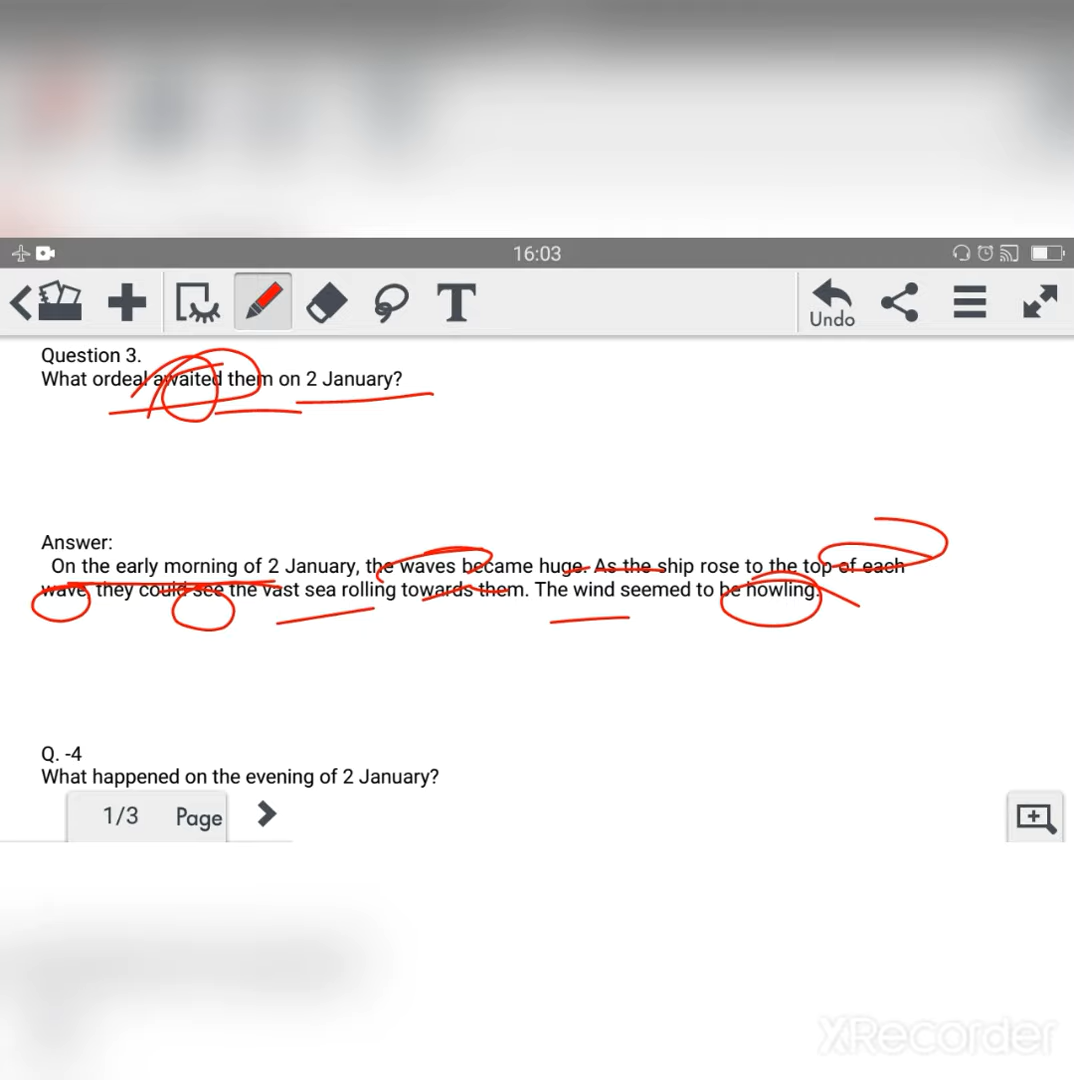 16:03
Undo
Question 3.
What ordeal awaited them on 2 January?
Answer:
On the early morning of 2 January, the waves became huge. As the ship rose to the top of each
wave they could see the vast sea rolling towards them. The wind seemed to be howling.
Q. -4
What happened on the evening of 2 January?
1/3 Page
XRecorder